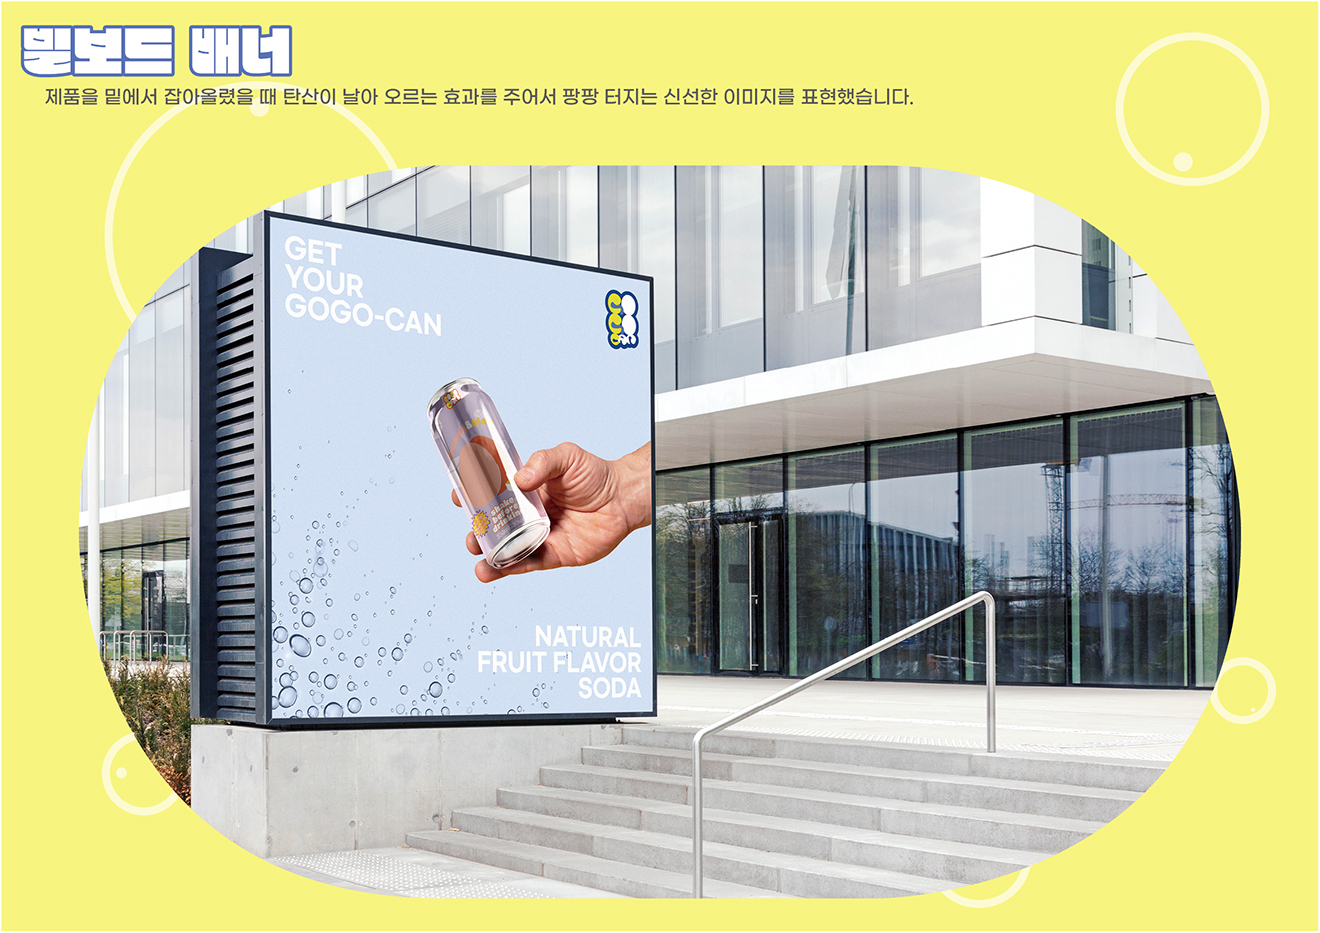 빌보드 배너
제품을 밑에서 잡아올렸을 때 탄산이 날아 오르는 효과를 주어서 팡팡 터지는 신선한 이미지를 표현했습니다.
GET
YOUR
GOGO-CAN
shake
before
drinking
NATURAL
FRUIT FLAVOR
SODA